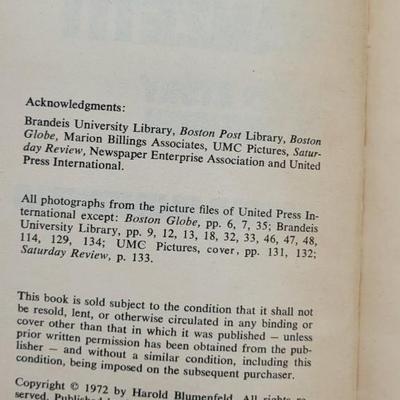 Acknowledgments:
Brandeis University Library, Boston Post Library, Boston
Globe, Marion Billings Associates, UMC Pictures, Satur-
day Review, Newspaper Enterprise Association and United
Press International.
All photographs from the picture files of United Press In-
ternational except: Boston Globe, pp. 6, 7, 35; Brandeis
University Library, pp. 9, 12, 13, 18, 32, 33, 46, 47, 48,
114, 129, 134; UMC Pictures, cover, pp. 131, 132;
Saturday Review, p. 133.
This book is sold subject to the condition that it shall not
be resold, lent, or otherwise circulated in any binding or
cover other than that in which it was published — unless
prior written permission has been obtained from the pub-
lisher — and without a similar condition, including this
condition, being imposed on the subsequent purchaser.
Copyright © 1972 by Harold Blumenfeld. All rights re-
served. Published